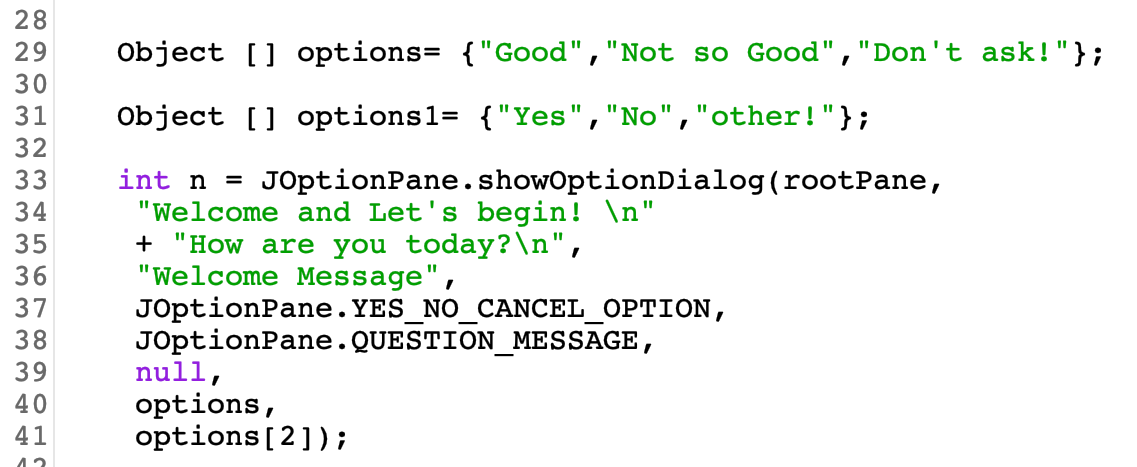 28
29 Object [] options= {"Good","Not so Good","Don't ask!"};
30
31 Object [] options1= {"Yes","No","other!"};
32
33 int n = JOptionPane.showOptionDialog(rootPane,
34 "Welcome and Let's begin! \n"
35 + "How are you today?\n",
36 "Welcome Message",
37 JOptionPane.YES_NO_CANCEL_OPTION,
38 JOptionPane.QUESTION_MESSAGE,
39 null,
40 options,
41 options[2]);
42